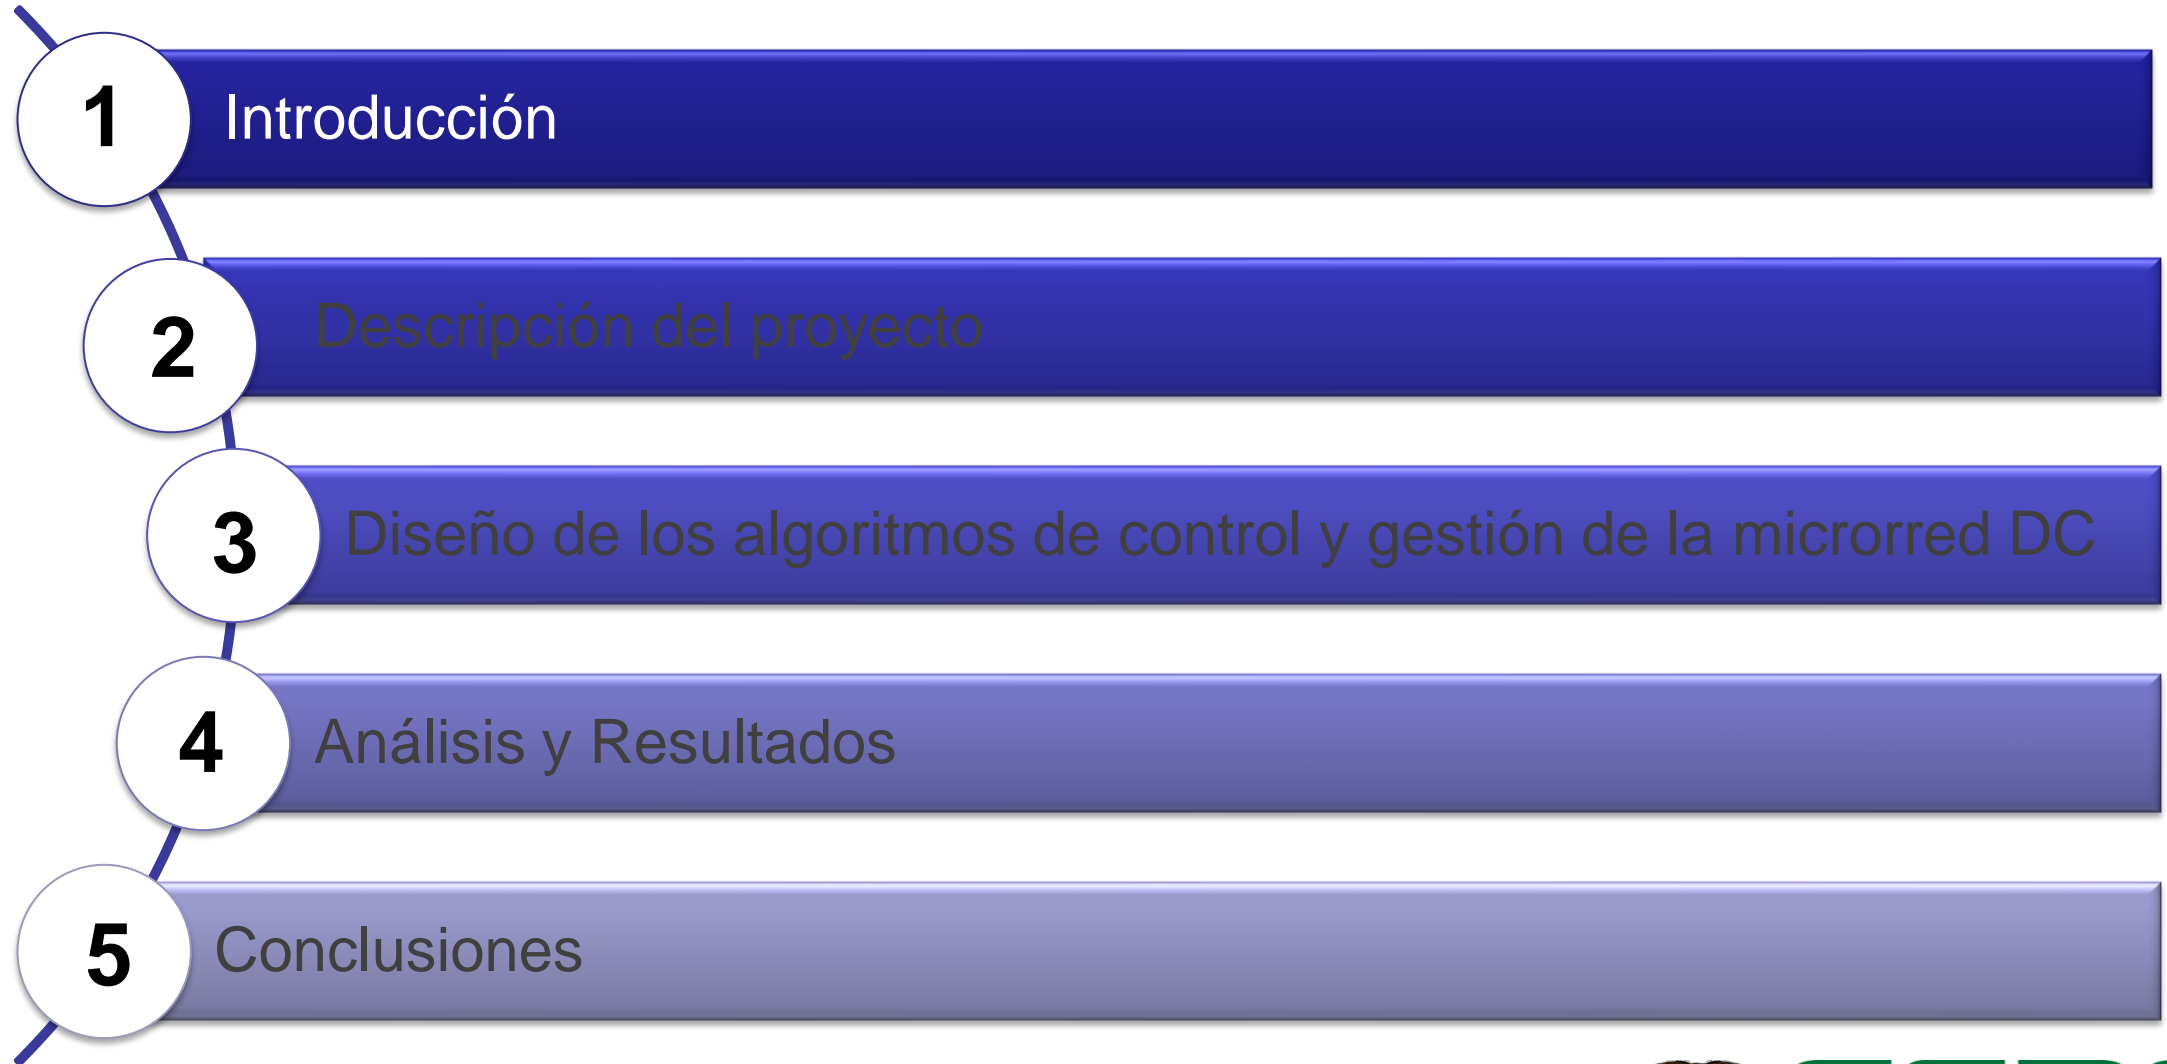 1 Introducción
2 Descripción del proyecto
3 Diseño de los algoritmos de control y gestión de la microrred DC
4 Análisis y Resultados
5 Conclusiones